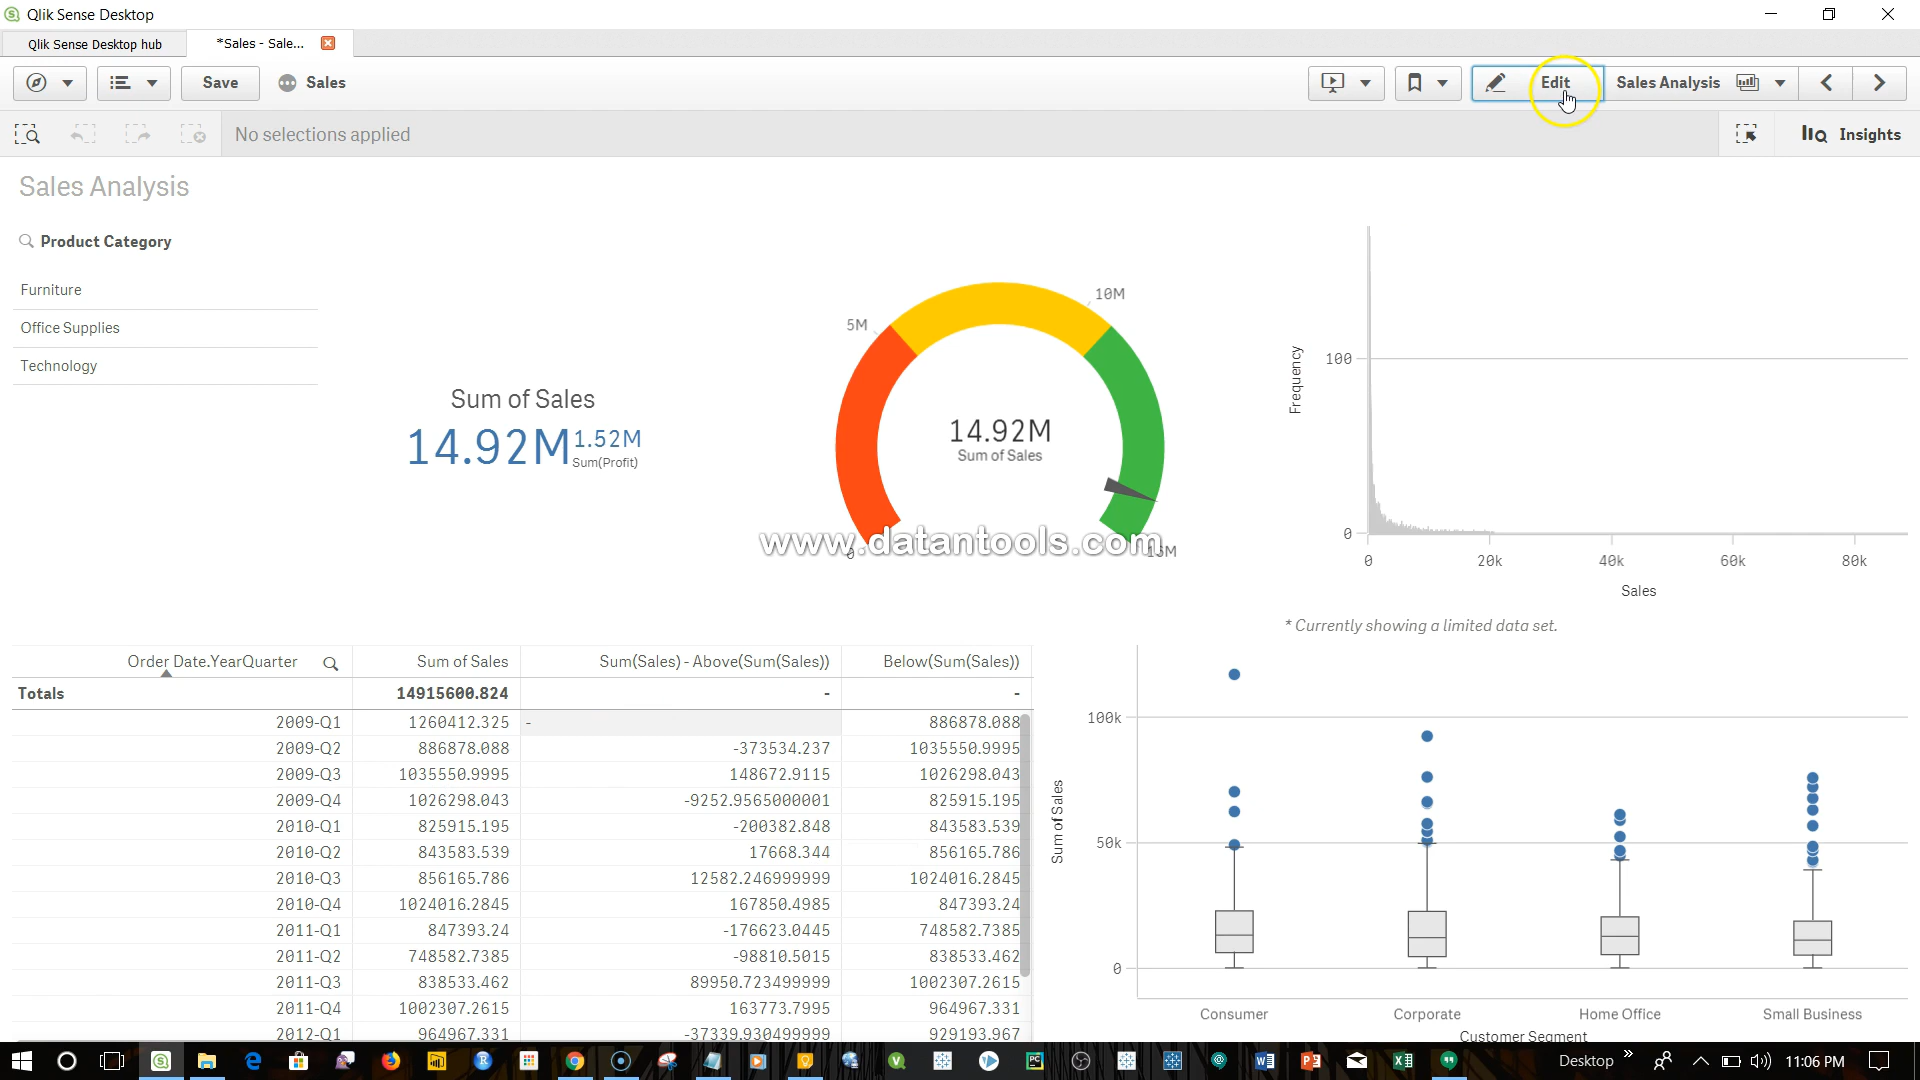 Qlik Sense Desktop
Qlik Sense Desktop hub
*Sales - Sale...
Save
Sales
Edit
Sales Analysis
No selections applied
Insights
Sales Analysis
Product Category
Furniture
Office Supplies
Technology
Sum of Sales
14.92M
1.52M
Sum(Profit)
5M
10M
14.92M
Sum of Sales
0
16M
www.datantools.com
Frequency
100
0
0 20k 40k 60k 80k
Sales
* Currently showing a limited data set.
Order Date.YearQuarter Sum of Sales Sum(Sales) - Above(Sum(Sales)) Below(Sum(Sales))
Totals 14915600.824 - -
2009-Q1 1260412.325 - 886878.088
2009-Q2 886878.088 -373534.237 1035550.9995
2009-Q3 1035550.9995 148672.9115 1026298.043
2009-Q4 1026298.043 -9252.9565000001 825915.195
2010-Q1 825915.195 -200382.848 843583.539
2010-Q2 843583.539 17668.344 856165.786
2010-Q3 856165.786 12582.246999999 1024016.2845
2010-Q4 1024016.2845 167850.4985 847393.24
2011-Q1 847393.24 -176623.0445 748582.7385
2011-Q2 748582.7385 -98810.5015 838533.462
2011-Q3 838533.462 89950.723499999 1002307.2615
2011-Q4 1002307.2615 163773.7995 964967.331
2012-Q1 964967.331 -37339.930499999 929193.967
Sum of Sales
100k
50k
0
Consumer Corporate Home Office Small Business
Customer Segment
Desktop
11:06 PM